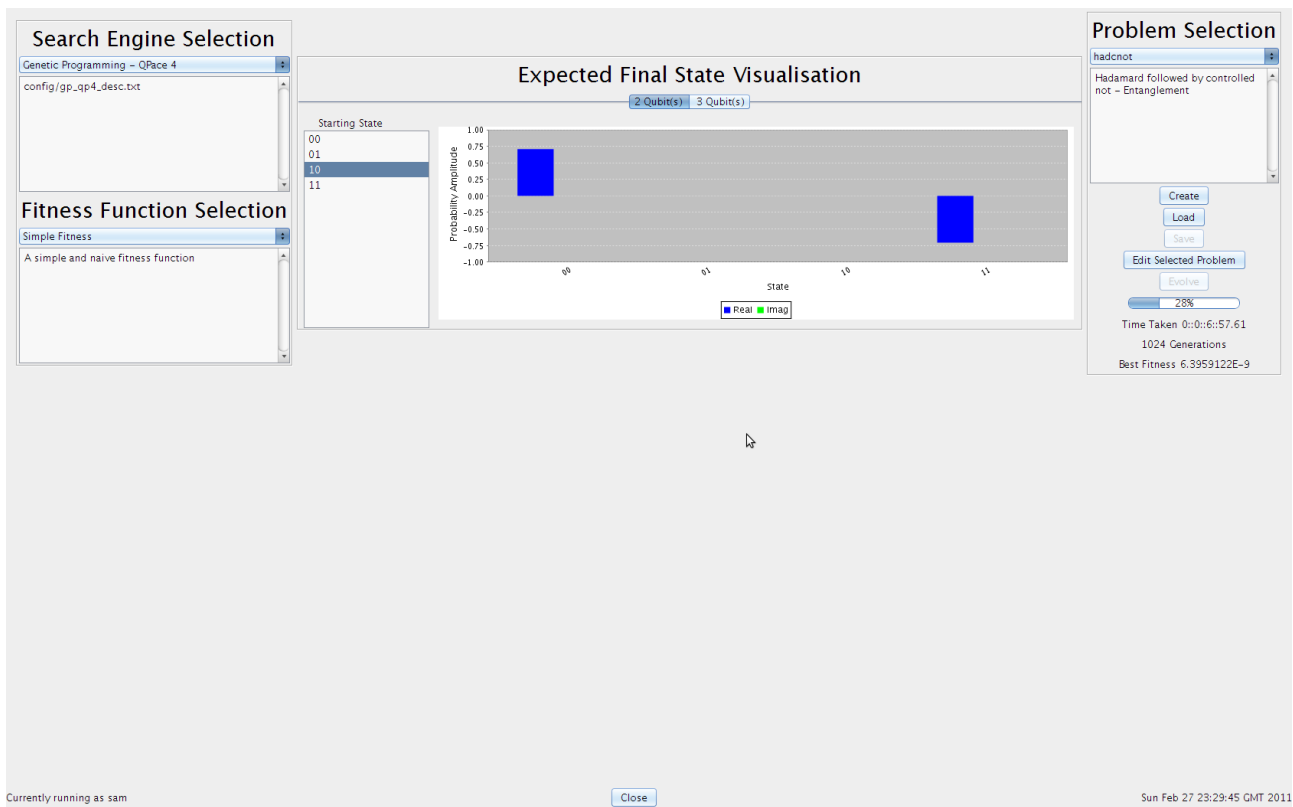 Search Engine Selection
Genetic Programming – QPace 4
config/gp_qp4_desc.txt
Fitness Function Selection
Simple Fitness
A simple and naive fitness function
Expected Final State Visualisation
2 Qubit(s) 3 Qubit(s)
Starting State
00
01
10
11
1.00
0.75
0.50
0.25
0.00
-0.25
-0.50
-0.75
-1.00
Probability Amplitude
00 01 10 11
State
Real Imag
Problem Selection
hadcnot
Hadamard followed by controlled
not – Entanglement
Create
Load
Save
Edit Selected Problem
Evolve
28%
Time Taken 0::0::6::57.61
1024 Generations
Best Fitness 6.3959122E-9
Currently running as sam
Close
Sun Feb 27 23:29:45 GMT 2011